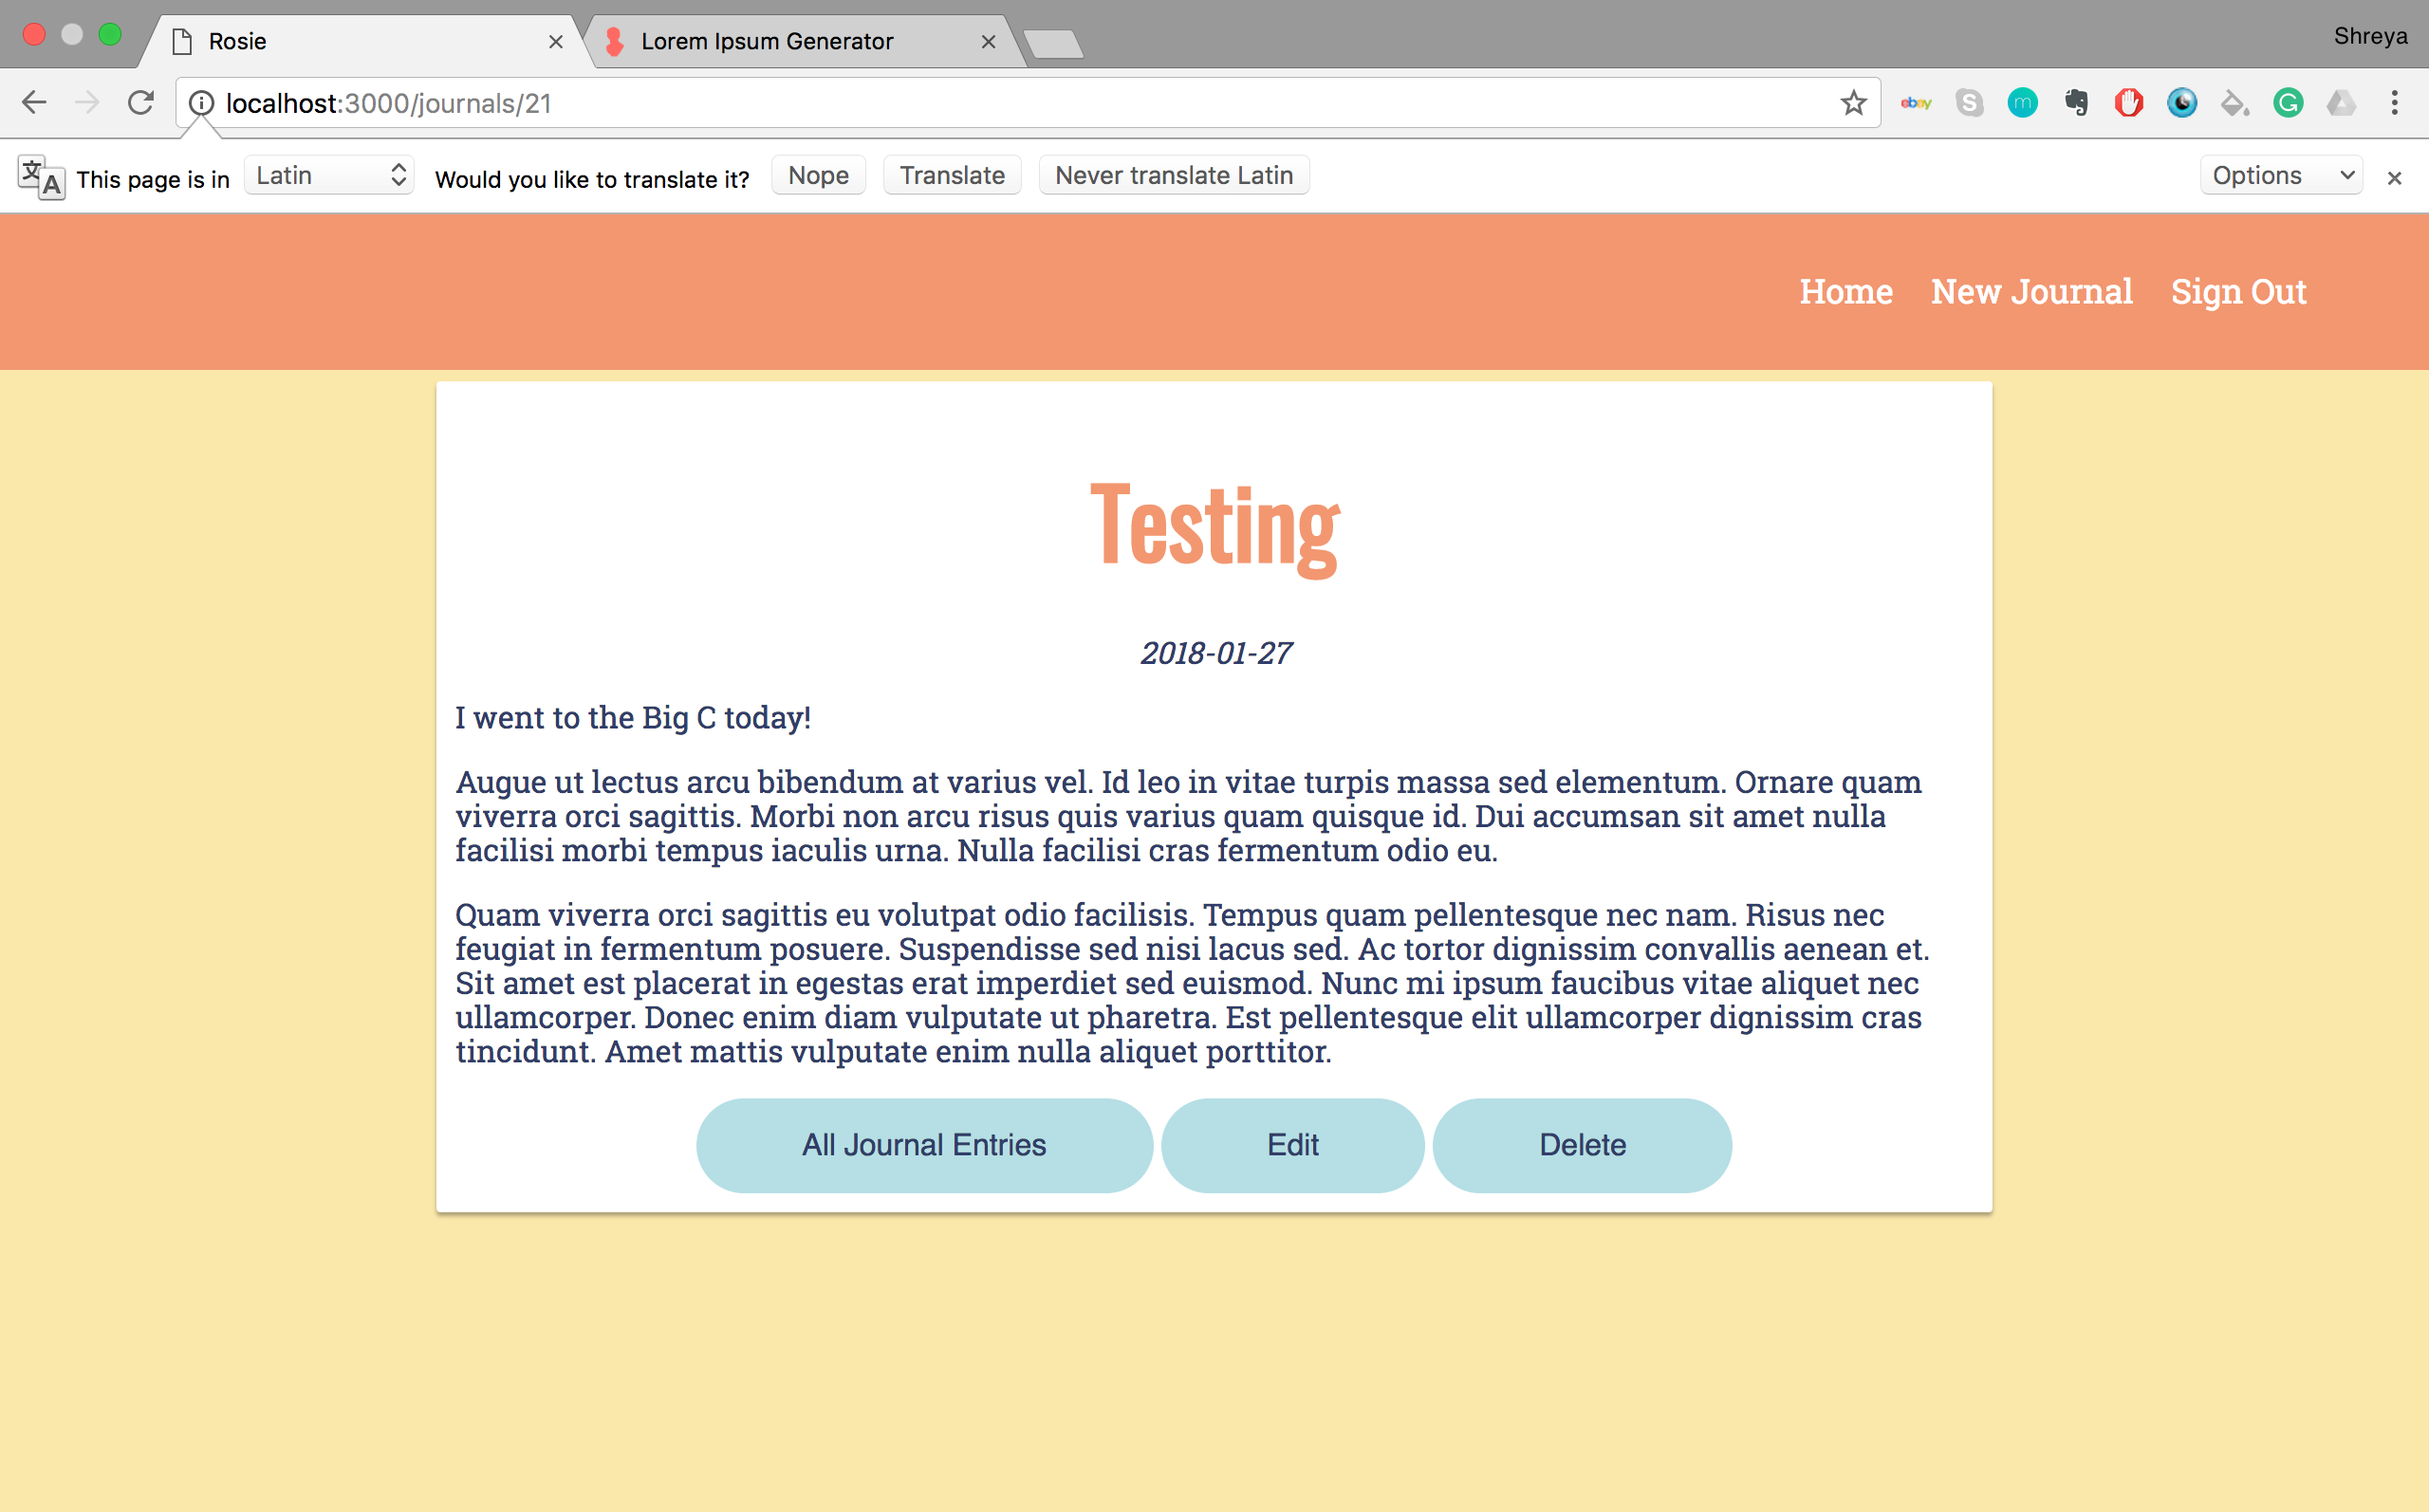 Rosie
Lorem Ipsum Generator
Shreya
localhost:3000/journals/21
ebay
S
m
G
文
A
This page is in
Latin
Would you like to translate it?
Nope
Translate
Never translate Latin
Options
Home
New Journal
Sign Out
Testing
2018-01-27
I went to the Big C today!
Augue ut lectus arcu bibendum at varius vel. Id leo in vitae turpis massa sed elementum. Ornare quam
viverra orci sagittis. Morbi non arcu risus quis varius quam quisque id. Dui accumsan sit amet nulla
facilisi morbi tempus iaculis urna. Nulla facilisi cras fermentum odio eu.
Quam viverra orci sagittis eu volutpat odio facilisis. Tempus quam pellentesque nec nam. Risus nec
feugiat in fermentum posuere. Suspendisse sed nisi lacus sed. Ac tortor dignissim convallis aenean et.
Sit amet est placerat in egestas erat imperdiet sed euismod. Nunc mi ipsum faucibus vitae aliquet nec
ullamcorper. Donec enim diam vulputate ut pharetra. Est pellentesque elit ullamcorper dignissim cras
tincidunt. Amet mattis vulputate enim nulla aliquet porttitor.
All Journal Entries
Edit
Delete